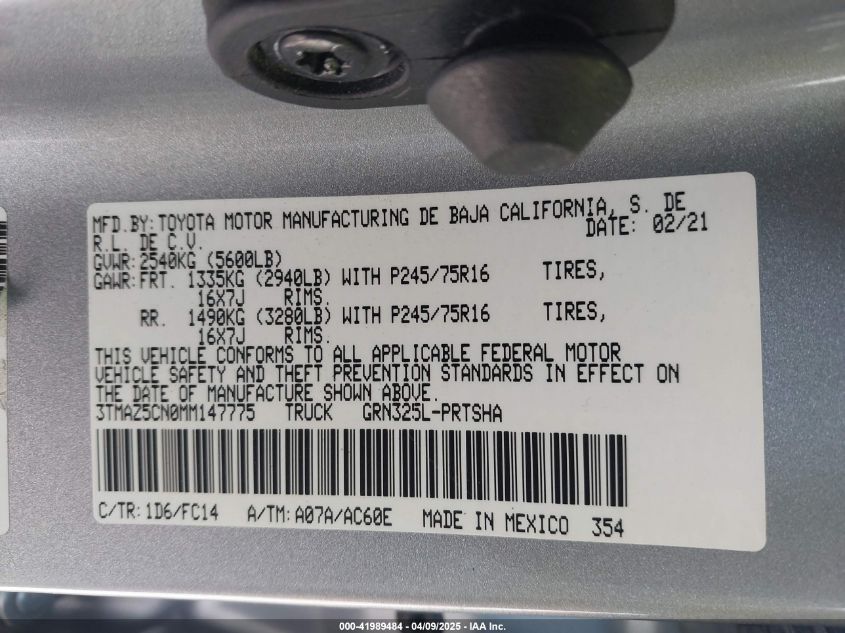 MFD.BY: TOYOTA MOTOR MANUFACTURING DE BAJA CALIFORNIA, S. DE
R.L. DE C.V. DATE: 02/21
GVWR: 2540KG (5600LB)
GAWR: FRT. 1335KG (2940LB) WITH P245/75R16 TIRES,
16X7J RIMS.
RR. 1490KG (3280LB) WITH P245/75R16 TIRES,
16X7J RIMS.
THIS VEHICLE CONFORMS TO ALL APPLICABLE FEDERAL MOTOR
VEHICLE SAFETY AND THEFT PREVENTION STANDARDS IN EFFECT ON
THE DATE OF MANUFACTURE SHOWN ABOVE.
3TMAZ5CN0MM147775 TRUCK GRN325L-PRTSHA
C/TR: 1D6/FC14 A/TM: A07A/AC60E MADE IN MEXICO 354
000-41989484 - 04/09/2025 - IAA Inc.